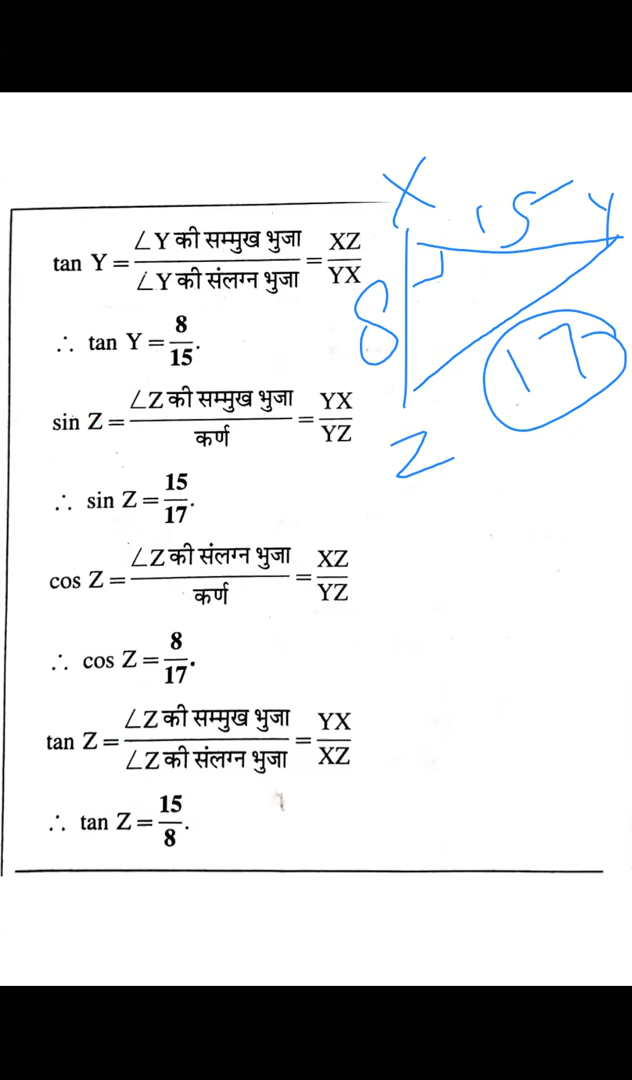 tan Y = ∠Y की सम्मुख भुजा / ∠Y की संलग्न भुजा = XZ / YX
∴ tan Y = 8 / 15.
sin Z = ∠Z की सम्मुख भुजा / कर्ण = YX / YZ
∴ sin Z = 15 / 17.
cos Z = ∠Z की संलग्न भुजा / कर्ण = XZ / YZ
∴ cos Z = 8 / 17.
tan Z = ∠Z की सम्मुख भुजा / ∠Z की संलग्न भुजा = YX / XZ
∴ tan Z = 15 / 8.
X 15 Y
8
17
Z